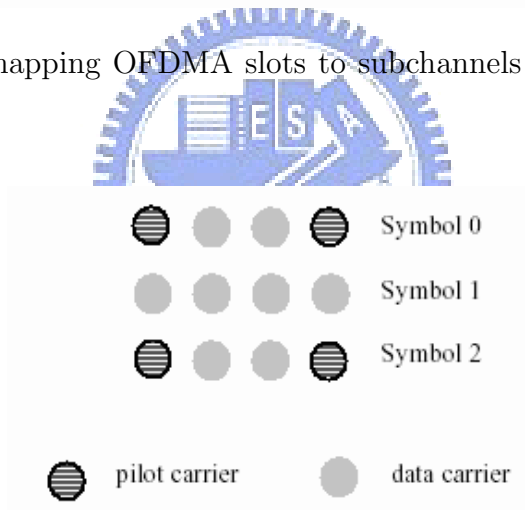 mapping OFDMA slots to subchannels
E S A
Symbol 0
Symbol 1
Symbol 2
pilot carrier data carrier